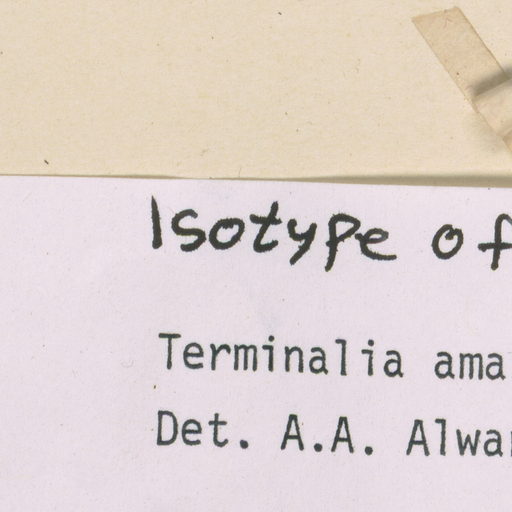 Isotype of
Terminalia ama
Det. A.A. Alwa